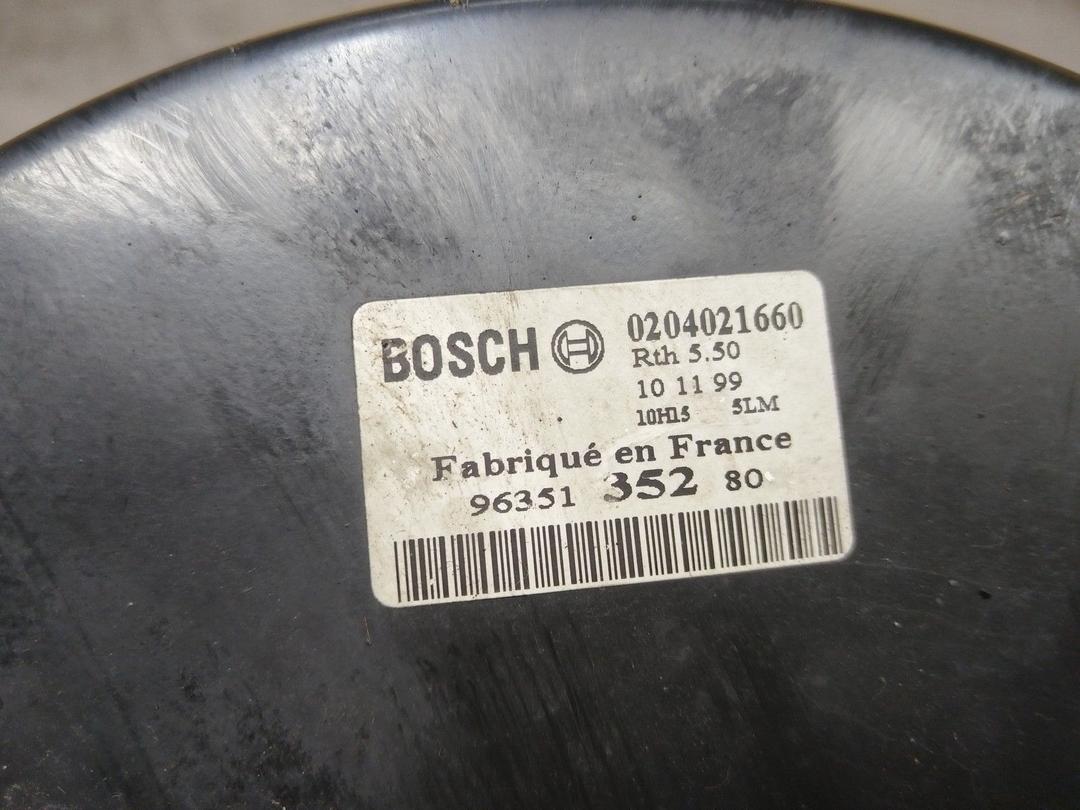 BOSCH 0204021660
Rth 5.50
10 11 99
10H15 5LM
Fabriqué en France
96351 352 80